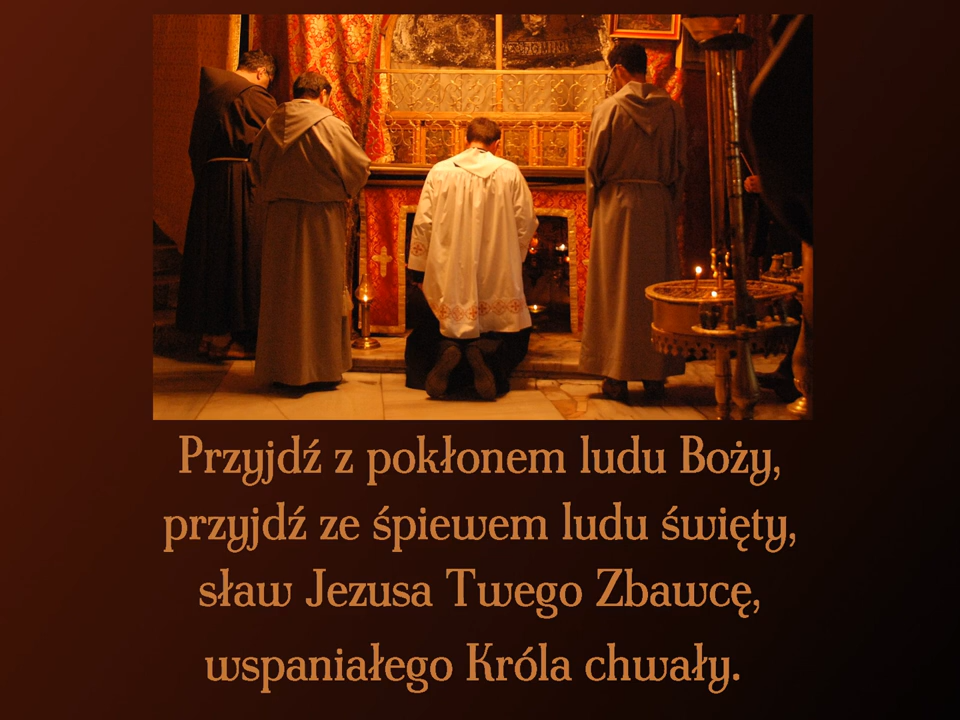 Przyjdź z pokłonem ludu Boży,
przyjdź ze śpiewem ludu święty,
sław Jezusa Twego Zbawcę,
wspaniałego Króla chwały.